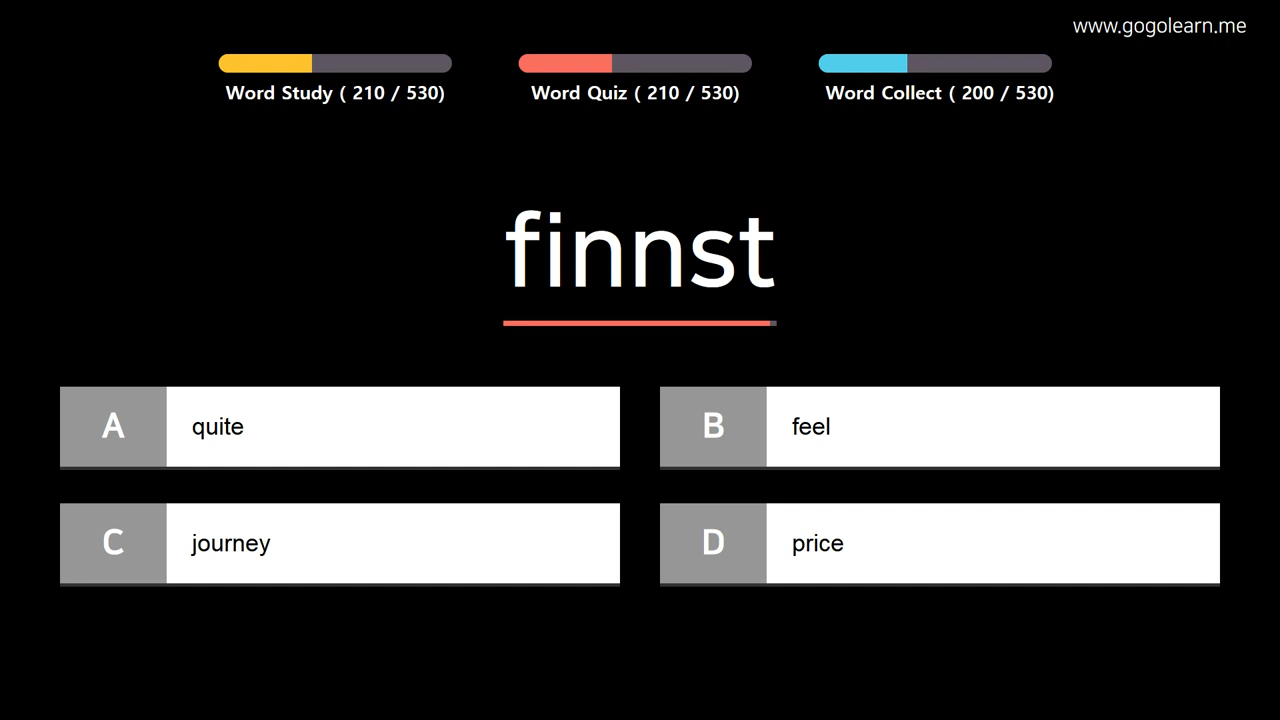 www.gogolearn.me
Word Study ( 210 / 530)
Word Quiz ( 210 / 530)
Word Collect ( 200 / 530)
finnst
A
quite
B
feel
C
journey
D
price